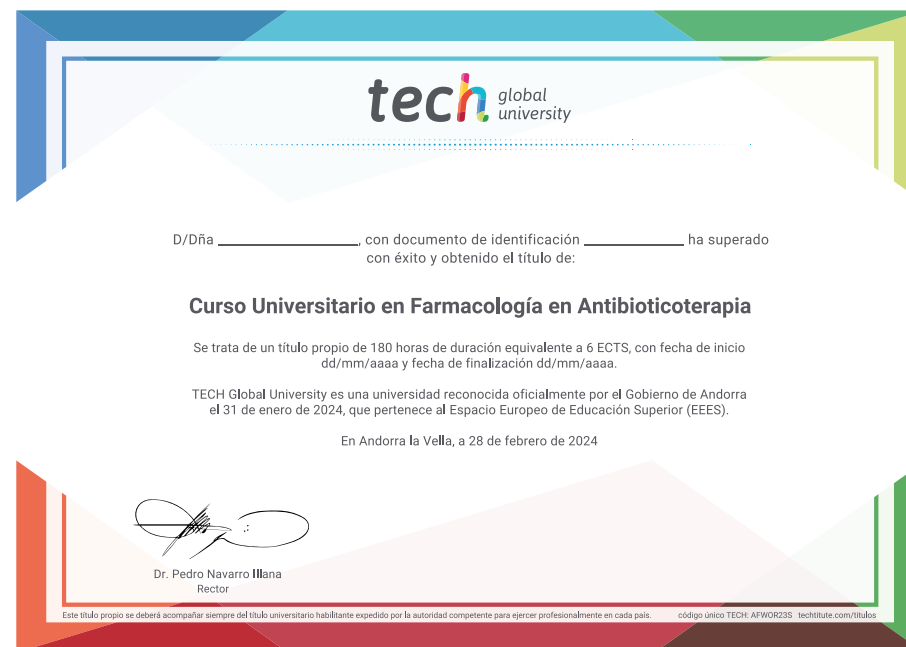 tech global university
D/Dña ____________________, con documento de identificación ______________ ha superado
con éxito y obtenido el título de:
Curso Universitario en Farmacología en Antibioticoterapia
Se trata de un título propio de 180 horas de duración equivalente a 6 ECTS, con fecha de inicio
dd/mm/aaaa y fecha de finalización dd/mm/aaaa.
TECH Global University es una universidad reconocida oficialmente por el Gobierno de Andorra
el 31 de enero de 2024, que pertenece al Espacio Europeo de Educación Superior (EEES).
En Andorra la Vella, a 28 de febrero de 2024
Dr. Pedro Navarro Illana
Rector
Este título propio se deberá acompañar siempre del título universitario habilitante expedido por la autoridad competente para ejercer profesionalmente en cada país. código único TECH: AFWOR23S techtitute.com/titulos